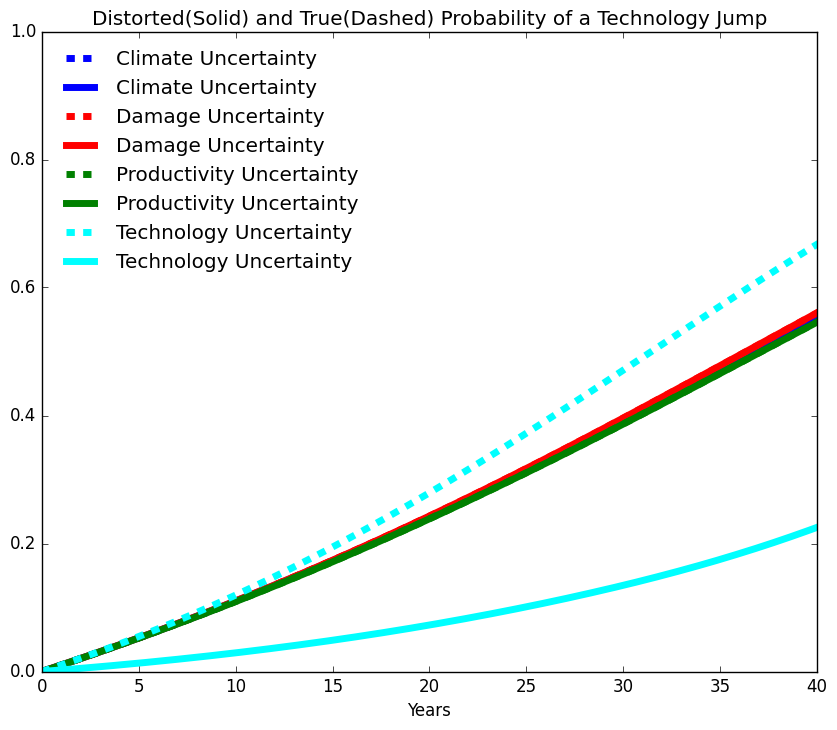 Distorted(Solid) and True(Dashed) Probability of a Technology Jump
1.0
Climate Uncertainty
Climate Uncertainty
Damage Uncertainty
Damage Uncertainty
Productivity Uncertainty
Productivity Uncertainty
Technology Uncertainty
Technology Uncertainty
0.8
0.6
0.4
0.2
0.0
0 5 10 15 20 25 30 35 40
Years